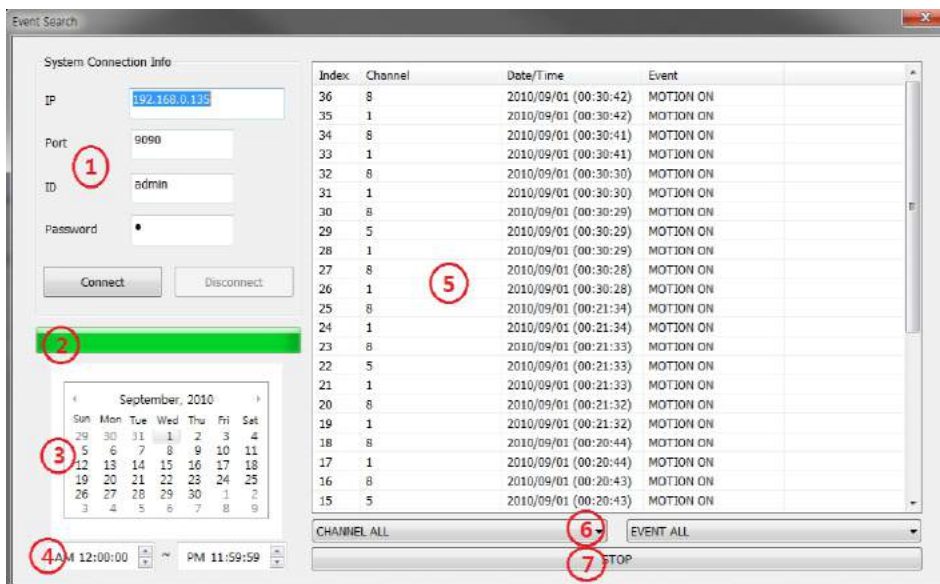 Event Search
System Connection Info
IP 192.168.0.135
Port 9090
1
ID admin
Password
Connect Disconnect
2
September, 2010
Sun Mon Tue Wed Thu Fri Sat
29 30 31 1 2 3 4
5 6 7 8 9 10 11
3
12 13 14 15 16 17 18
19 20 21 22 23 24 25
26 27 28 29 30 1 2
3 4 5 6 7 8 9
4
AM 12:00:00 ~ PM 11:59:59
Index Channel Date/Time Event
36 8 2010/09/01 (00:30:42) MOTION ON
35 1 2010/09/01 (00:30:42) MOTION ON
34 8 2010/09/01 (00:30:41) MOTION ON
33 1 2010/09/01 (00:30:41) MOTION ON
32 8 2010/09/01 (00:30:30) MOTION ON
31 1 2010/09/01 (00:30:30) MOTION ON
30 8 2010/09/01 (00:30:29) MOTION ON
29 5 2010/09/01 (00:30:29) MOTION ON
28 1 2010/09/01 (00:30:29) MOTION ON
27 8 2010/09/01 (00:30:28) MOTION ON
26 1 2010/09/01 (00:30:28) MOTION ON
5
25 8 2010/09/01 (00:21:34) MOTION ON
24 1 2010/09/01 (00:21:34) MOTION ON
23 8 2010/09/01 (00:21:33) MOTION ON
22 5 2010/09/01 (00:21:33) MOTION ON
21 1 2010/09/01 (00:21:33) MOTION ON
20 8 2010/09/01 (00:21:32) MOTION ON
19 1 2010/09/01 (00:21:32) MOTION ON
18 8 2010/09/01 (00:20:44) MOTION ON
17 1 2010/09/01 (00:20:44) MOTION ON
16 8 2010/09/01 (00:20:43) MOTION ON
15 5 2010/09/01 (00:20:43) MOTION ON
CHANNEL ALL 6 EVENT ALL
7 STOP